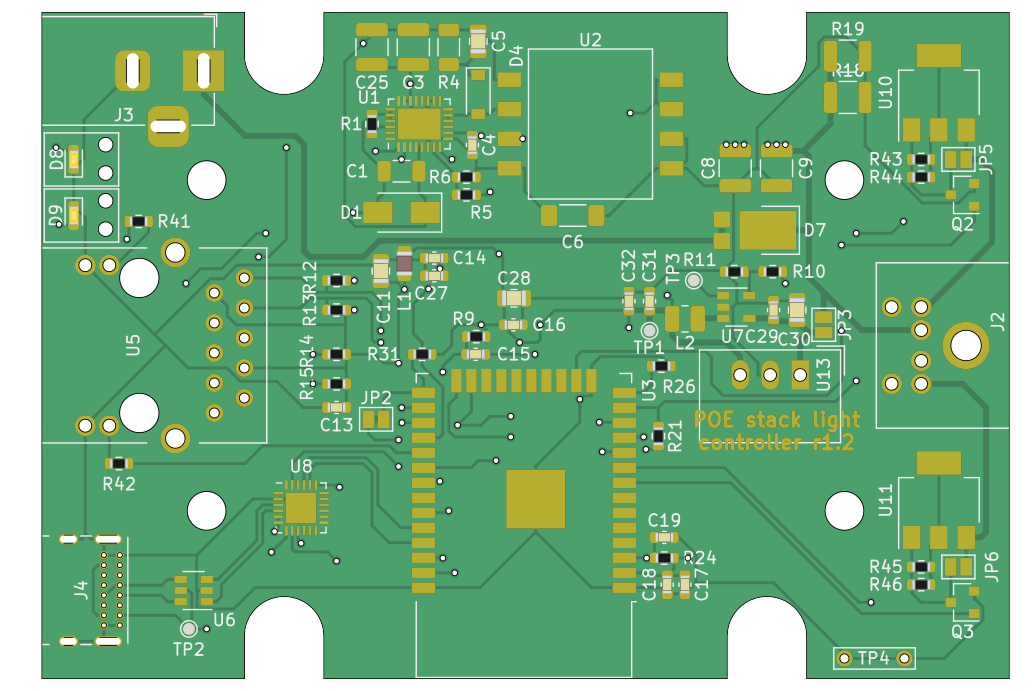 R19
C5
U2
D4
R18
C25
C3
R4
U10
U1
J3
R1
C4
D8
R43
JP5
C1
C8
C9
R6
R44
D9
D1
R5
R41
Q2
C6
D7
C14
R11
TP3
R10
R12
C32
C31
C11
L1
C27
C28
R13
J2
U5
R9
C16
JP3
L2
U7
C29
C30
TP1
R14
R31
C15
R15
R26
U3
U13
JP2
C13
POE stack light
controller r1.2
R21
R42
U8
U11
C19
R24
R45
JP6
J4
C18
C17
R46
U6
Q3
TP2
TP4